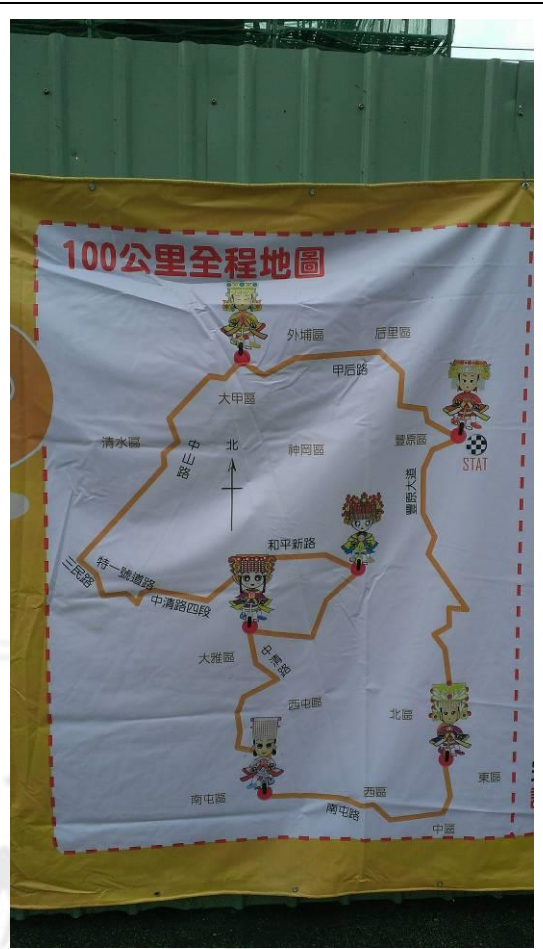 100公里全程地圖
外埔區
后里區
甲后路
大甲區
清水區
中山路
北
神岡區
豐原區
STAT
豐原大道
和平新路
三民路
特一號道路
中清路四段
大雅區
中清路
西屯區
北區
南屯區
西區
南屯路
東區
中區